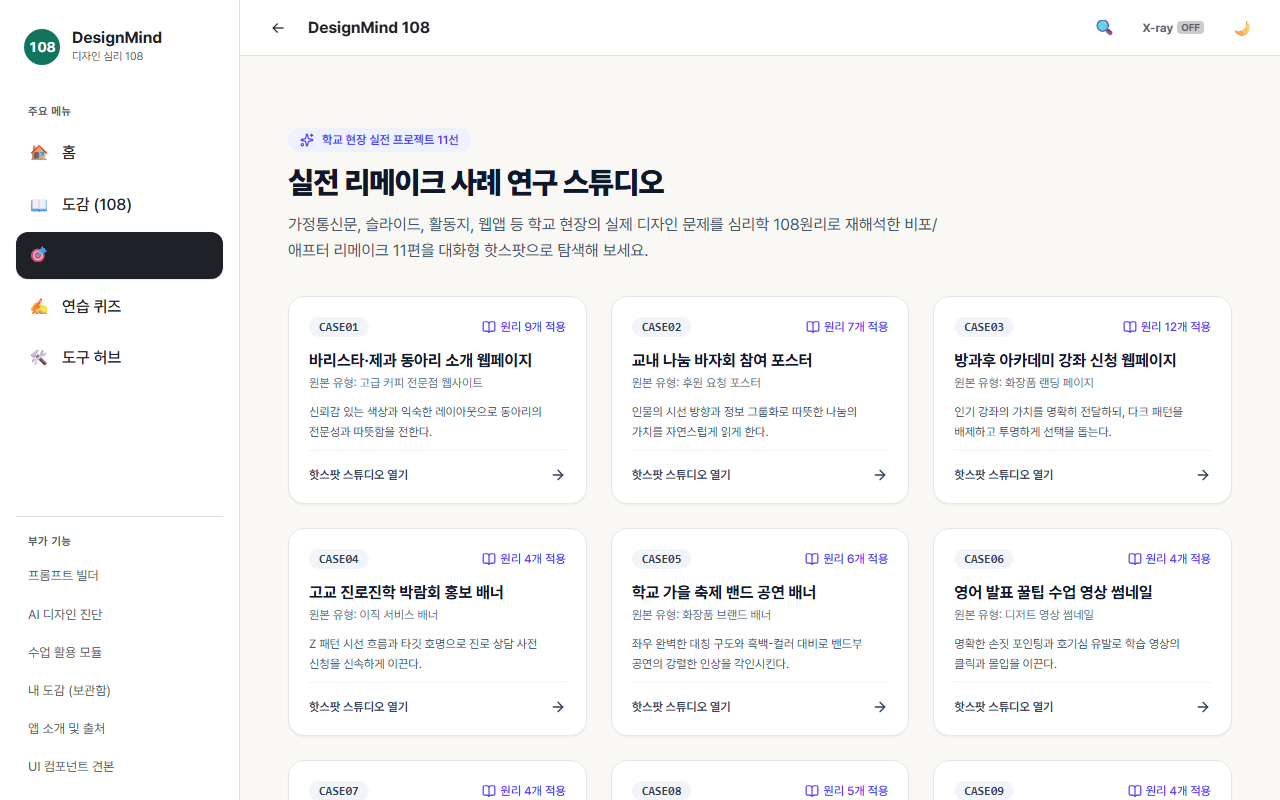 108
DesignMind
디자인 심리 108
주요 메뉴
홈
도감 (108)
연습 퀴즈
도구 허브
부가 기능
프롬프트 빌더
AI 디자인 진단
수업 활용 모듈
내 도감 (보관함)
앱 소개 및 출처
UI 컴포넌트 견본
DesignMind 108
X-ray OFF
학교 현장 실전 프로젝트 11선
실전 리메이크 사례 연구 스튜디오
가정통신문, 슬라이드, 활동지, 웹앱 등 학교 현장의 실제 디자인 문제를 심리학 108원리로 재해석한 비포/
애프터 리메이크 11편을 대화형 핫스팟으로 탐색해 보세요.
CASE01
원리 9개 적용
바리스타·제과 동아리 소개 웹페이지
원본 유형: 고급 커피 전문점 웹사이트
신뢰감 있는 색상과 익숙한 레이아웃으로 동아리의
전문성과 따뜻함을 전한다.
핫스팟 스튜디오 열기
CASE02
원리 7개 적용
교내 나눔 바자회 참여 포스터
원본 유형: 후원 요청 포스터
인물의 시선 방향과 정보 그룹화로 따뜻한 나눔의
가치를 자연스럽게 읽게 한다.
핫스팟 스튜디오 열기
CASE03
원리 12개 적용
방과후 아카데미 강좌 신청 웹페이지
원본 유형: 화장품 랜딩 페이지
인기 강좌의 가치를 명확히 전달하되, 다크 패턴을
배제하고 투명하게 선택을 돕는다.
핫스팟 스튜디오 열기
CASE04
원리 4개 적용
고교 진로진학 박람회 홍보 배너
원본 유형: 이직 서비스 배너
Z 패턴 시선 흐름과 타깃 호명으로 진로 상담 사전
신청을 신속하게 이끈다.
핫스팟 스튜디오 열기
CASE05
원리 6개 적용
학교 가을 축제 밴드 공연 배너
원본 유형: 화장품 브랜드 배너
좌우 완벽한 대칭 구도와 흑백-컬러 대비로 밴드부
공연의 강렬한 인상을 각인시킨다.
핫스팟 스튜디오 열기
CASE06
원리 4개 적용
영어 발표 꿀팁 수업 영상 썸네일
원본 유형: 디저트 영상 썸네일
명확한 손짓 포인팅과 호기심 유발로 학습 영상의
클릭과 몰입을 이끈다.
핫스팟 스튜디오 열기
CASE07
원리 4개 적용
CASE08
원리 5개 적용
CASE09
원리 4개 적용